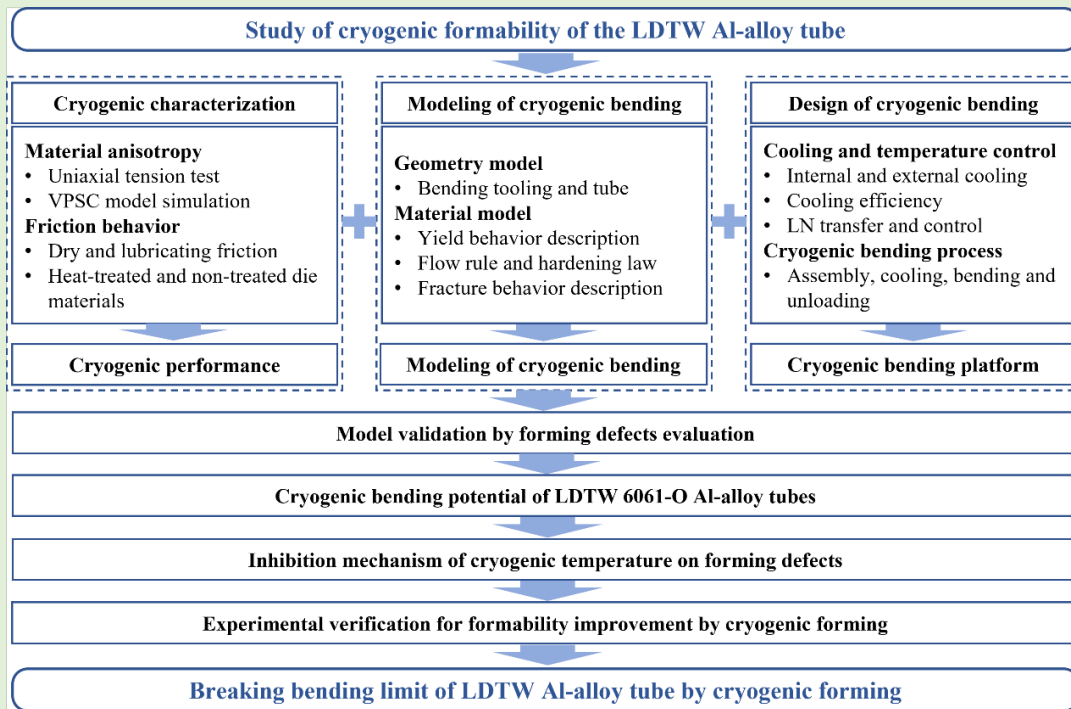 Study of cryogenic formability of the LDTW Al-alloy tube
Cryogenic characterization
Material anisotropy
• Uniaxial tension test
• VPSC model simulation
Friction behavior
• Dry and lubricating friction
• Heat-treated and non-treated die
materials
Cryogenic performance
Modeling of cryogenic bending
Geometry model
• Bending tooling and tube
Material model
• Yield behavior description
• Flow rule and hardening law
• Fracture behavior description
Modeling of cryogenic bending
Design of cryogenic bending
Cooling and temperature control
• Internal and external cooling
• Cooling efficiency
• LN transfer and control
Cryogenic bending process
• Assembly, cooling, bending and
unloading
Cryogenic bending platform
Model validation by forming defects evaluation
Cryogenic bending potential of LDTW 6061-O Al-alloy tubes
Inhibition mechanism of cryogenic temperature on forming defects
Experimental verification for formability improvement by cryogenic forming
Breaking bending limit of LDTW Al-alloy tube by cryogenic forming